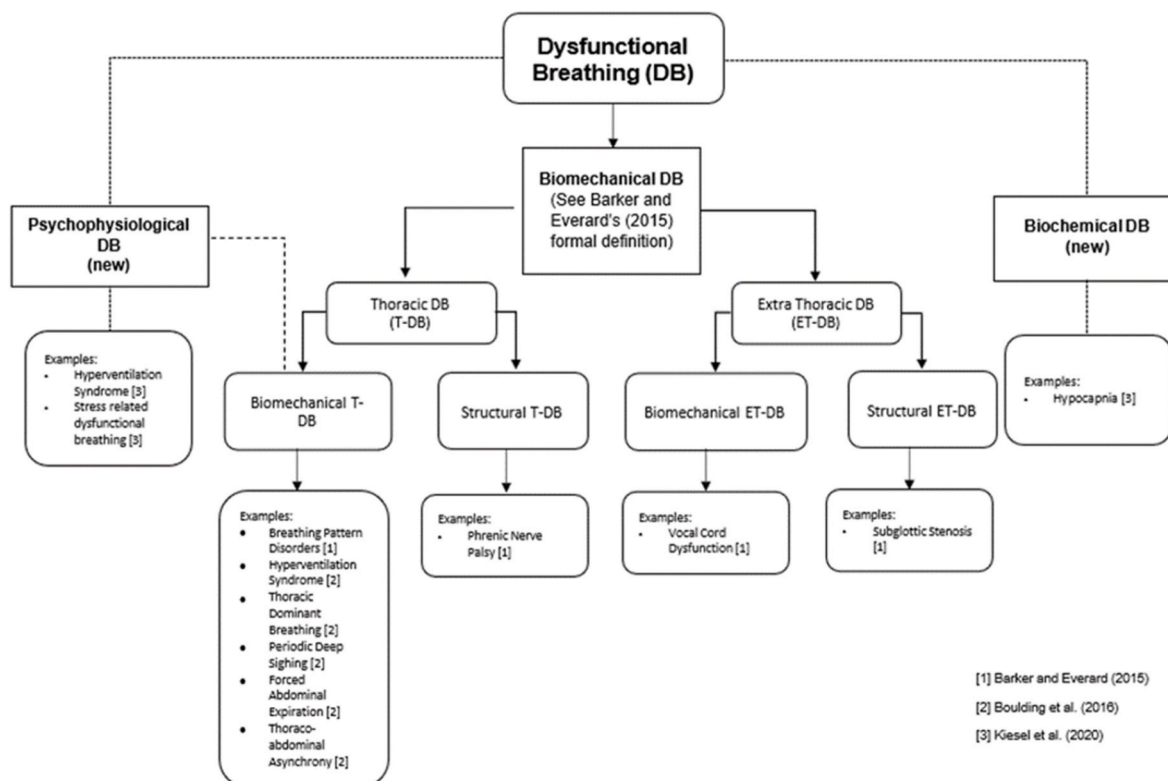 Dysfunctional
Breathing (DB)
Biomechanical DB
(See Barker and
Everard's (2015)
formal definition)
Psychophysiological
DB
(new)
Biochemical DB
(new)
Thoracic DB
(T-DB)
Extra Thoracic DB
(ET-DB)
Examples:
• Hyperventilation
Syndrome [3]
• Stress related
dysfunctional
breathing [3]
Biomechanical T-
DB
Structural T-DB
Biomechanical ET-DB
Structural ET-DB
Examples:
• Hypocapnia [3]
Examples:
• Breathing Pattern
Disorders [1]
• Hyperventilation
Syndrome [2]
• Thoracic
Dominant
Breathing [2]
• Periodic Deep
Sighing [2]
• Forced
Abdominal
Expiration [2]
• Thoraco-
abdominal
Asynchrony [2]
Examples:
• Phrenic Nerve
Palsy [1]
Examples:
• Vocal Cord
Dysfunction [1]
Examples:
• Subglottic Stenosis
[1]
[1] Barker and Everard (2015)
[2] Boulding et al. (2016)
[3] Kiesel et al. (2020)